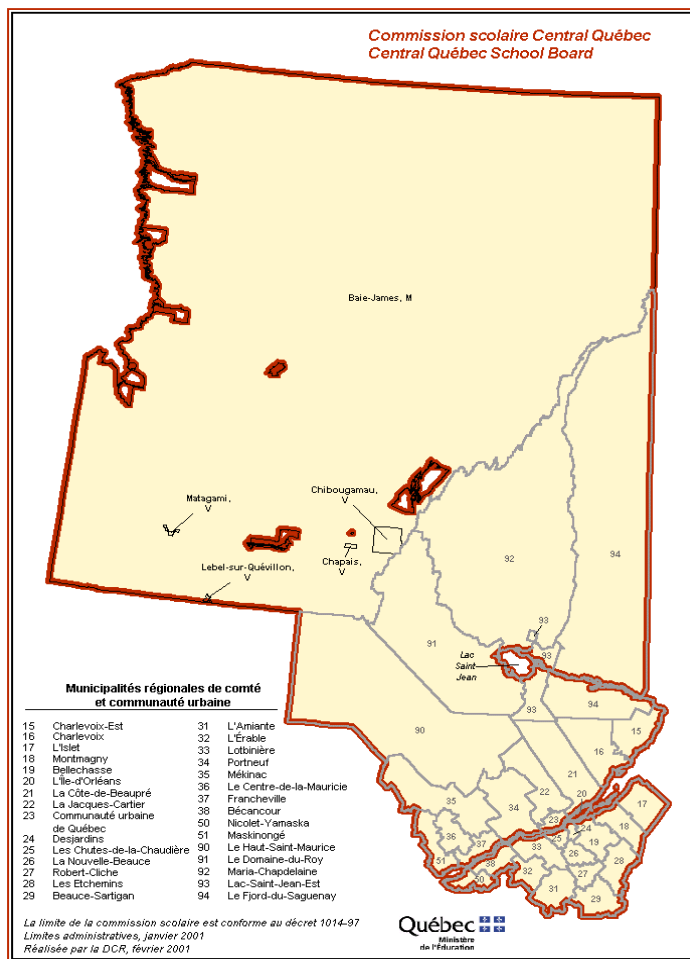 Commission scolaire Central Québec
Central Québec School Board
Baie-James, M
Chibougamau,
V
Matagami,
V
Lebel-sur-Quévillon,
V
Chapais,
V
92
94
93
91
93
Lac
Saint
Jean
93
94
90
15
16
21
35
34
22
20
17
23
24
18
36
37
25
19
33
51
38
26
28
50
32
27
31
29
Municipalités régionales de comté
et communauté urbaine
15 Charlevoix-Est
16 Charlevoix
17 L'Islet
18 Montmagny
19 Bellechasse
20 L'Île-d'Orléans
21 La Côte-de-Beaupré
22 La Jacques-Cartier
23 Communauté urbaine
de Québec
24 Desjardins
25 Les Chutes-de-la-Chaudière
26 La Nouvelle-Beauce
27 Robert-Cliche
28 Les Etchemins
29 Beauce-Sartigan
31 L'Amiante
32 L'Érable
33 Lotbinière
34 Portneuf
35 Mékinac
36 Le Centre-de-la-Mauricie
37 Francheville
38 Bécancour
50 Nicolet-Yamaska
51 Maskinongé
90 Le Haut-Saint-Maurice
91 Le Domaine-du-Roy
92 Maria-Chapdelaine
93 Lac-Saint-Jean-Est
94 Le Fjord-du-Saguenay
La limite de la commission scolaire est conforme au décret 1014-97
Limites administratives, janvier 2001
Réalisée par la DCR, février 2001
Québec
Ministère
de l'Éducation